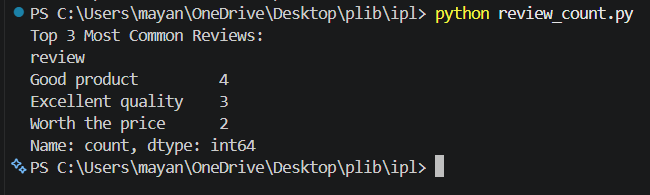 PS C:\Users\mayan\OneDrive\Desktop\plib\ipl> python review_count.py
Top 3 Most Common Reviews:
review
Good product         4
Excellent quality    3
Worth the price      2
Name: count, dtype: int64
PS C:\Users\mayan\OneDrive\Desktop\plib\ipl>